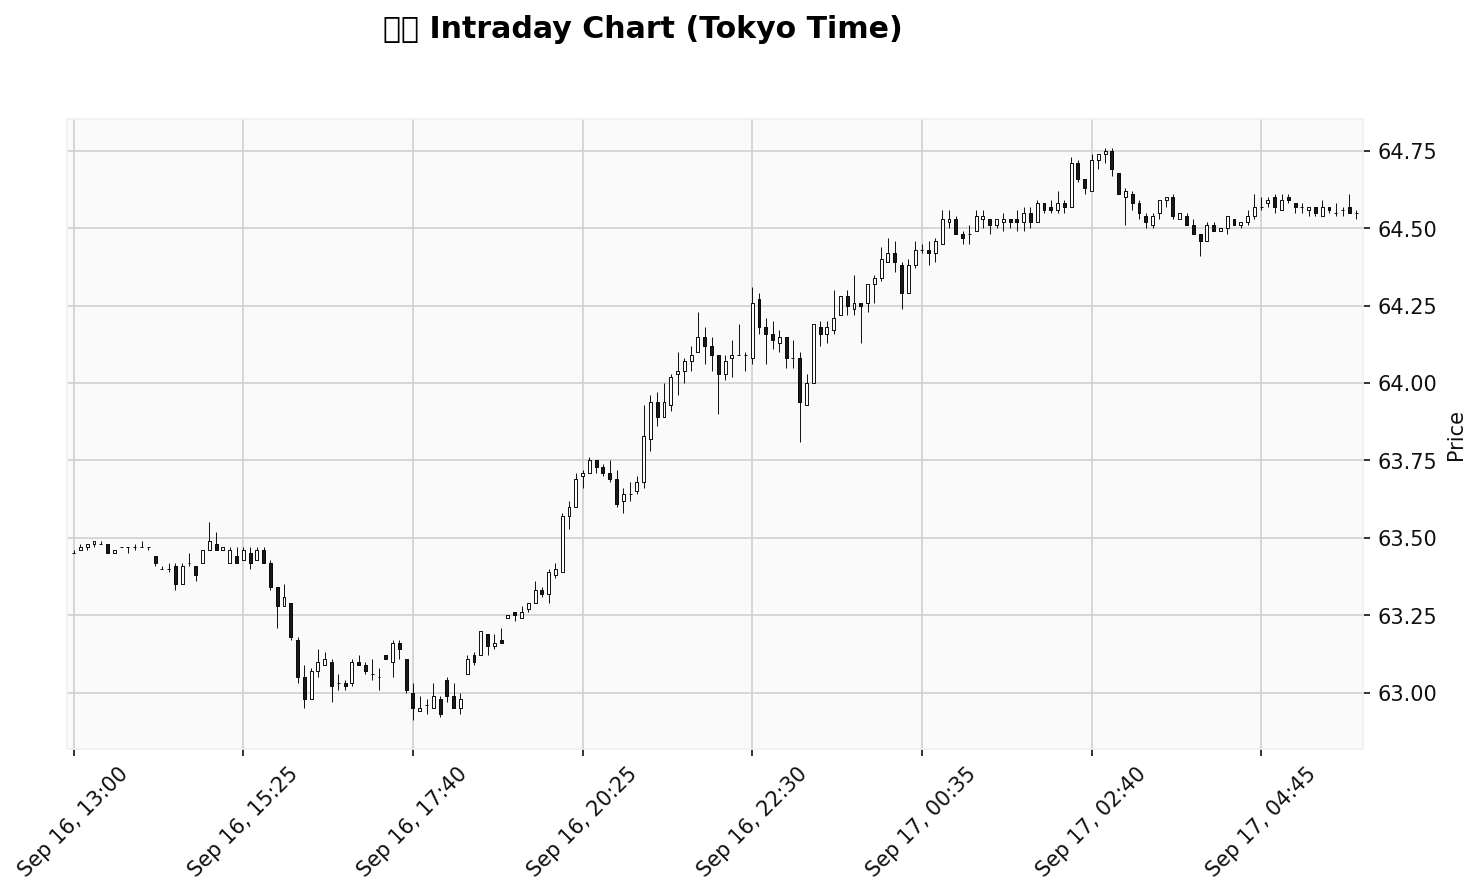 Intraday Chart (Tokyo Time)
64.75
64.50
64.25
64.00
63.75
63.50
63.25
63.00
Price
Sep 16, 13:00
Sep 16, 15:25
Sep 16, 17:40
Sep 16, 20:25
Sep 16, 22:30
Sep 17, 00:35
Sep 17, 02:40
Sep 17, 04:45